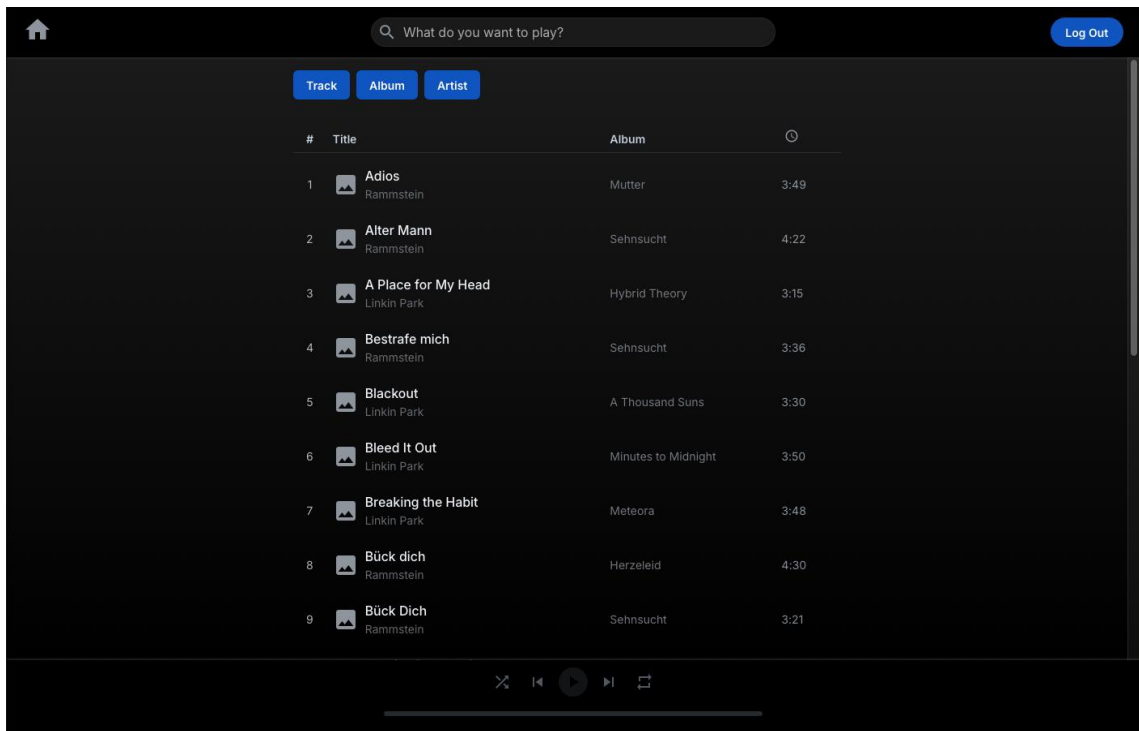 What do you want to play?
Log Out
Track Album Artist
# Title Album
1 Adios Mutter 3:49
Rammstein
2 Alter Mann Sehnsucht 4:22
Rammstein
3 A Place for My Head Hybrid Theory 3:15
Linkin Park
4 Bestrafe mich Sehnsucht 3:36
Rammstein
5 Blackout A Thousand Suns 3:30
Linkin Park
6 Bleed It Out Minutes to Midnight 3:50
Linkin Park
7 Breaking the Habit Meteora 3:48
Linkin Park
8 Bück dich Herzeleid 4:30
Rammstein
9 Bück Dich Sehnsucht 3:21
Rammstein